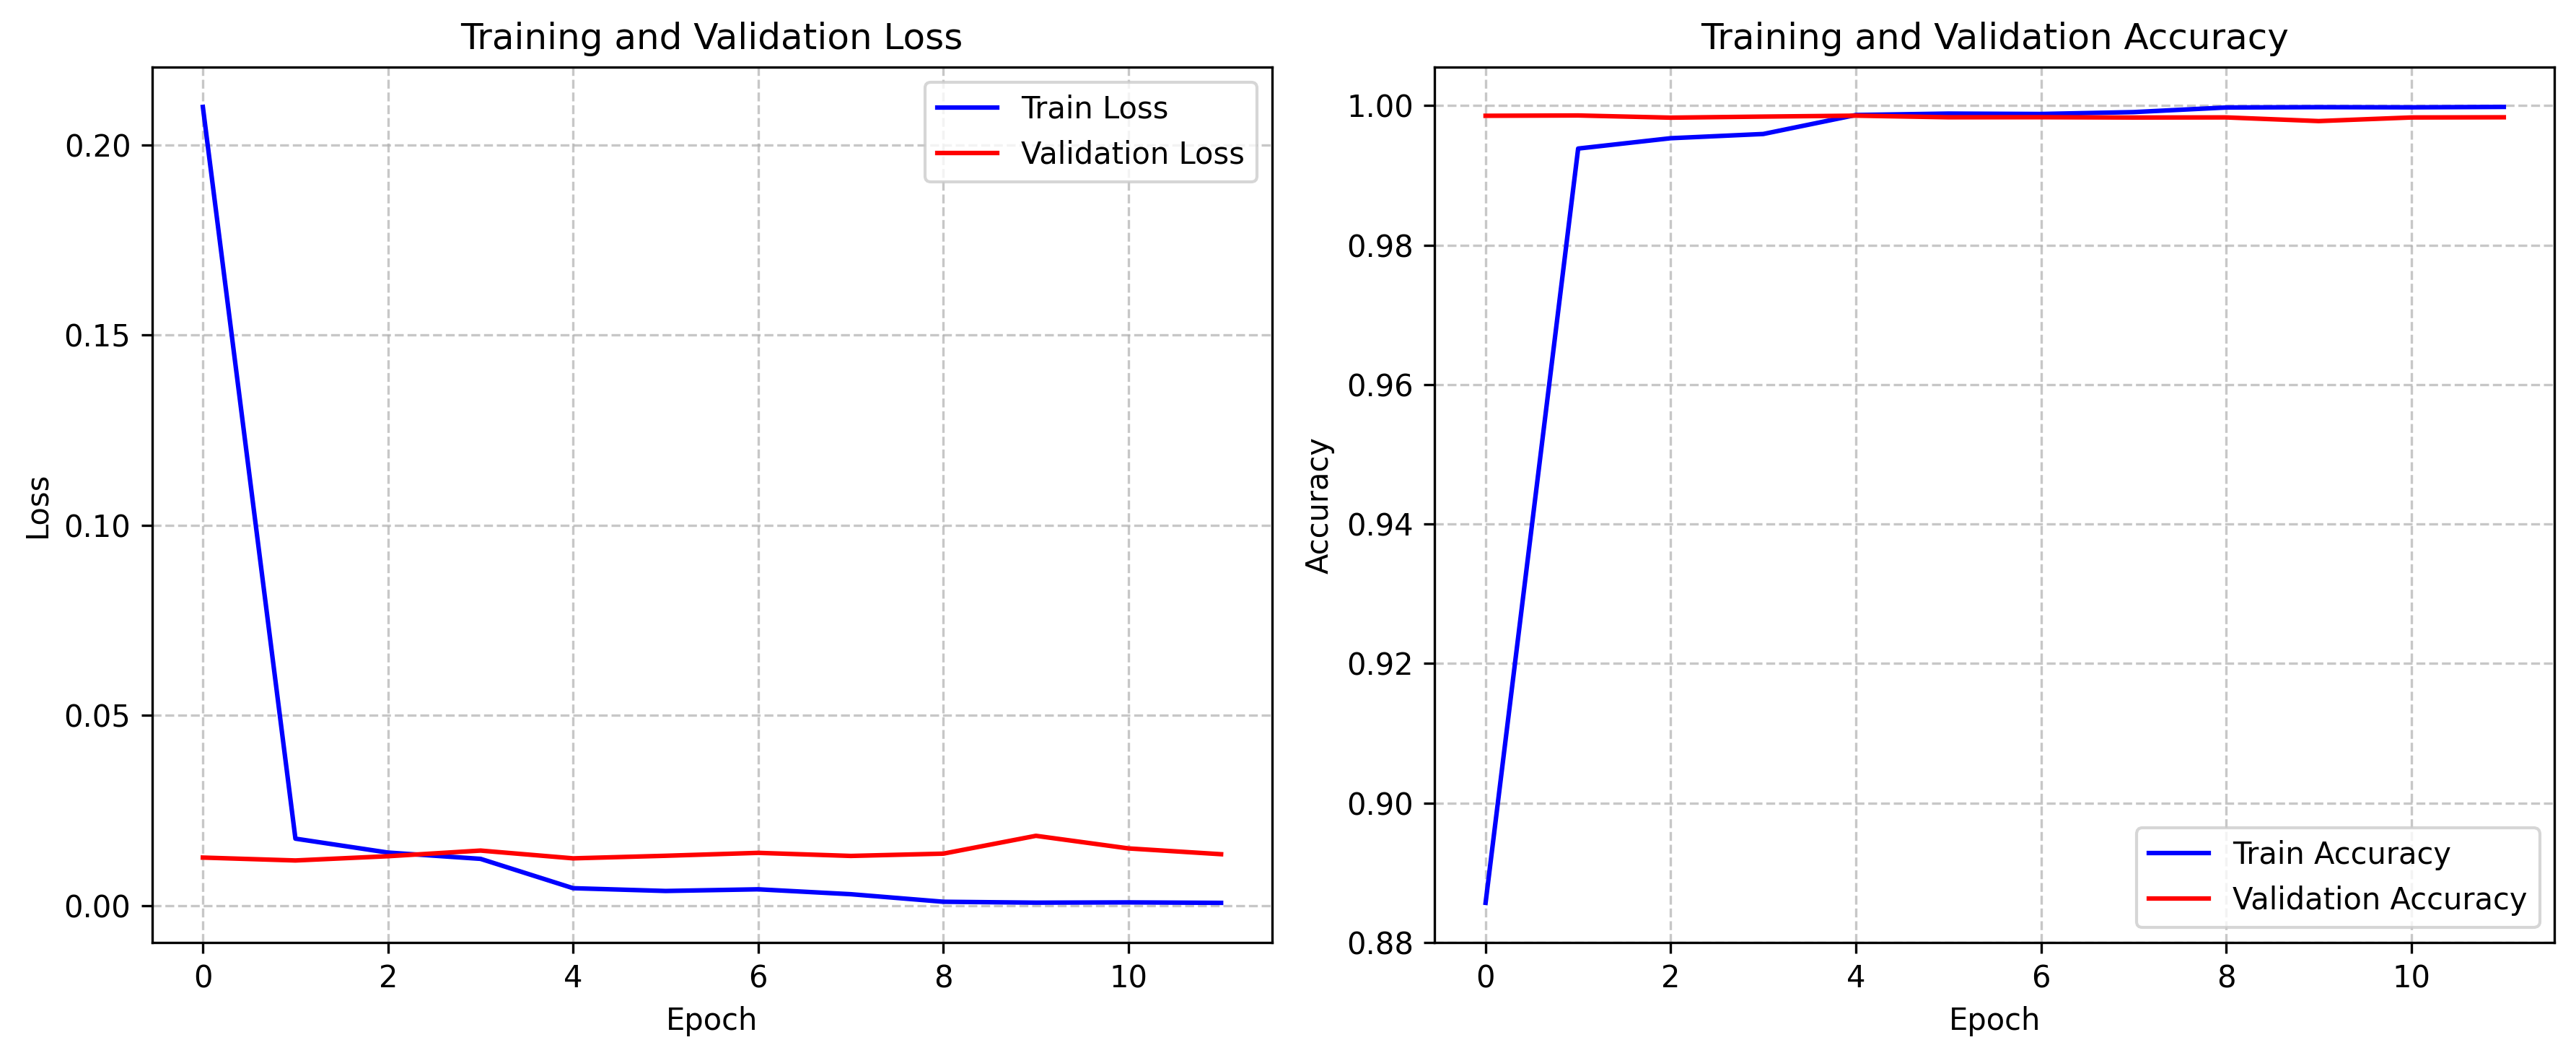 Training and Validation Loss
Train Loss
Validation Loss
0.20
0.15
0.10
0.05
0.00
Loss
0 2 4 6 8 10
Epoch
Training and Validation Accuracy
1.00
0.98
0.96
0.94
0.92
0.90
0.88
Accuracy
Train Accuracy
Validation Accuracy
0 2 4 6 8 10
Epoch